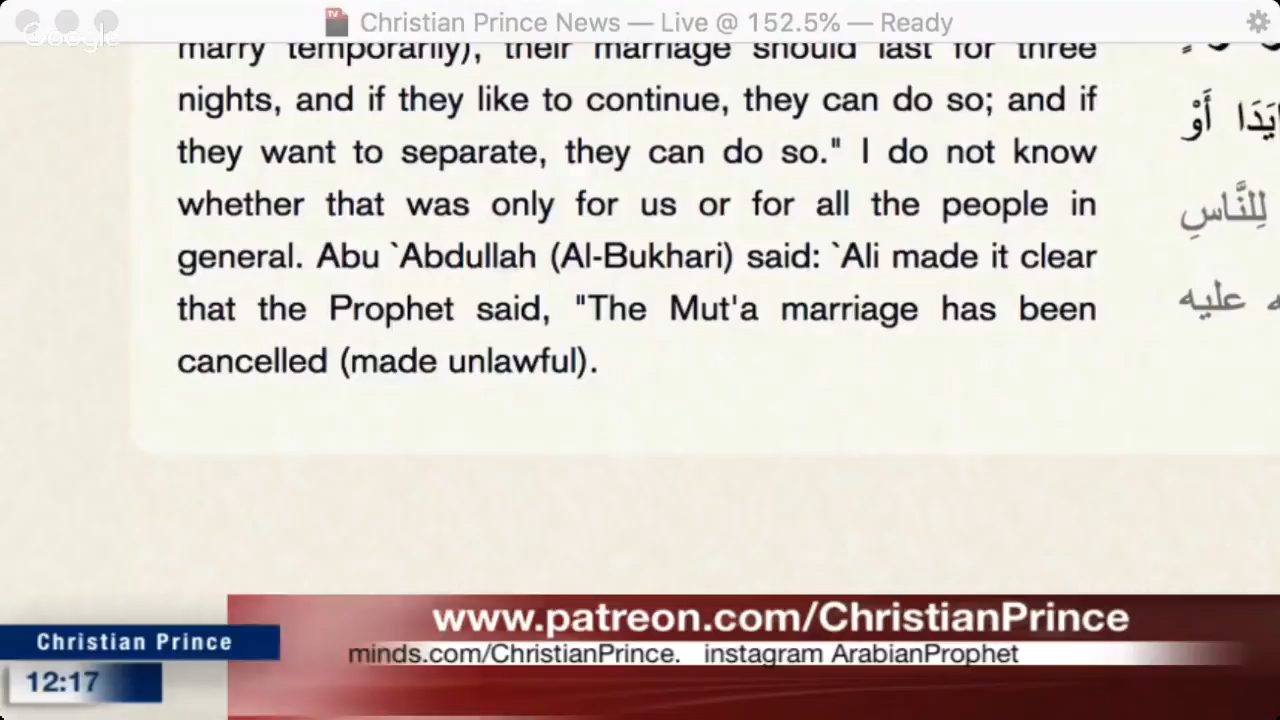 Christian Prince News — Live @ 152.5% — Ready
Google
marry temporarily), their marriage should last for three
nights, and if they like to continue, they can do so; and if
they want to separate, they can do so." I do not know
whether that was only for us or for all the people in
general. Abu `Abdullah (Al-Bukhari) said: `Ali made it clear
that the Prophet said, "The Mut'a marriage has been
cancelled (made unlawful).
أَوْ
لِلنَّاسِ
عليه
www.patreon.com/ChristianPrince
Christian Prince
minds.com/ChristianPrince. instagram ArabianProphet
12:17